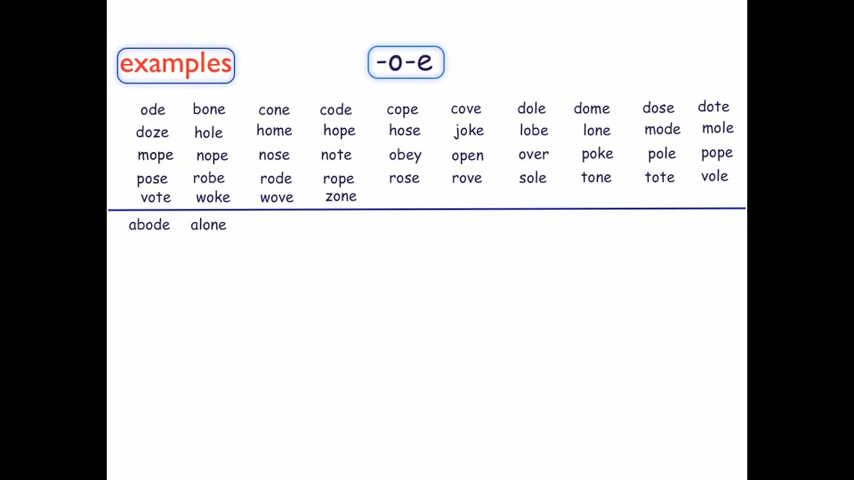 examples -o-e
ode bone cone code cope cove dole dome dose dote
doze hole home hope hose joke lobe lone mode mole
mope nope nose note obey open over poke pole pope
pose robe rode rope rose rove sole tone tote vole
vote woke wove zone
abode alone